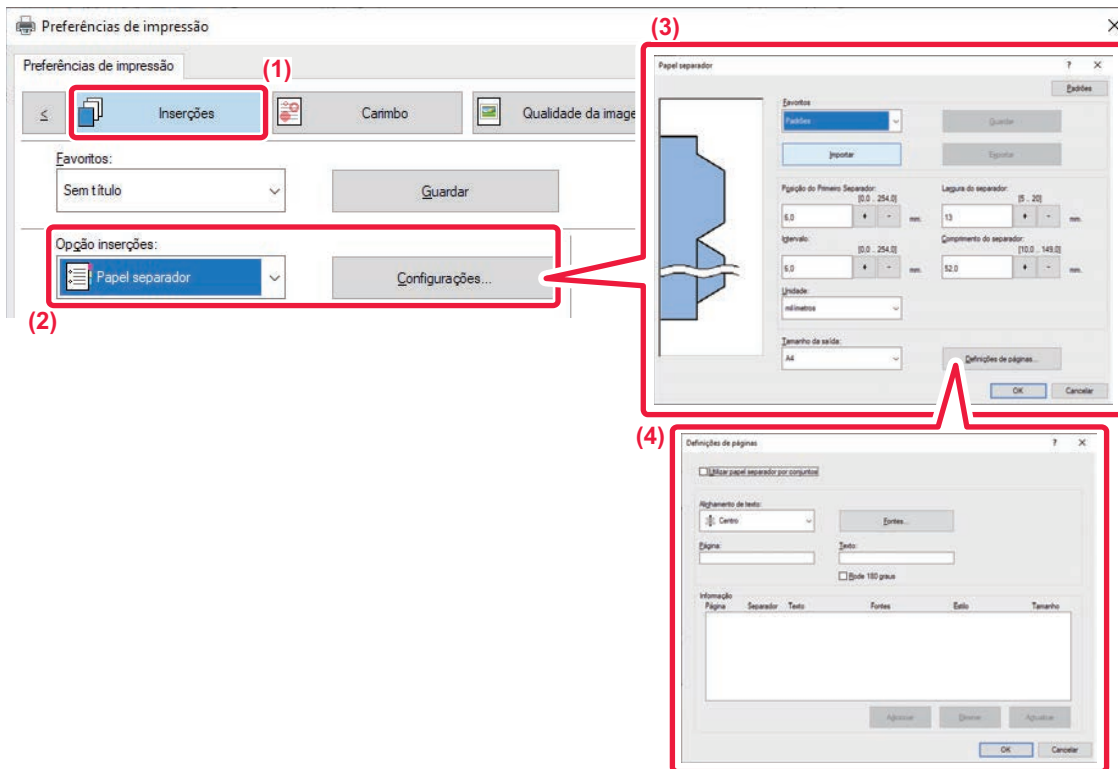 Preferências de impressão
Preferências de impressão
(1)
≤
Inserções
Carimbo
Qualidade da image
Favoritos:
Sem título
Guardar
Opção inserções:
Papel separador
Configurações...
(2)
(3)
Papel separador
? ×
Padrões
Favoritos
Padrões
Guardar
Importar
Exportar
Posição do Primeiro Separador:
[0,0 .. 254,0]
6,0
+ -
mm.
Largura do separador:
[5 .. 20]
13
+ -
mm.
Intervalo:
[0,0 .. 254,0]
6,0
+ -
mm.
Comprimento do separador:
[10,0 .. 149,0]
52,0
+ -
mm.
Unidade:
milímetros
Tamanho da saída:
A4
Definições de páginas...
OK
Cancelar
(4)
Definições de páginas
? ×
Utilizar papel separador por conjuntos
Alinhamento de texto:
Centro
Fontes...
Página:
Texto:
Rode 180 graus
Informação
Página Separador Texto Fontes Estilo Tamanho
Adicionar
Eliminar
Actualizar
OK
Cancelar